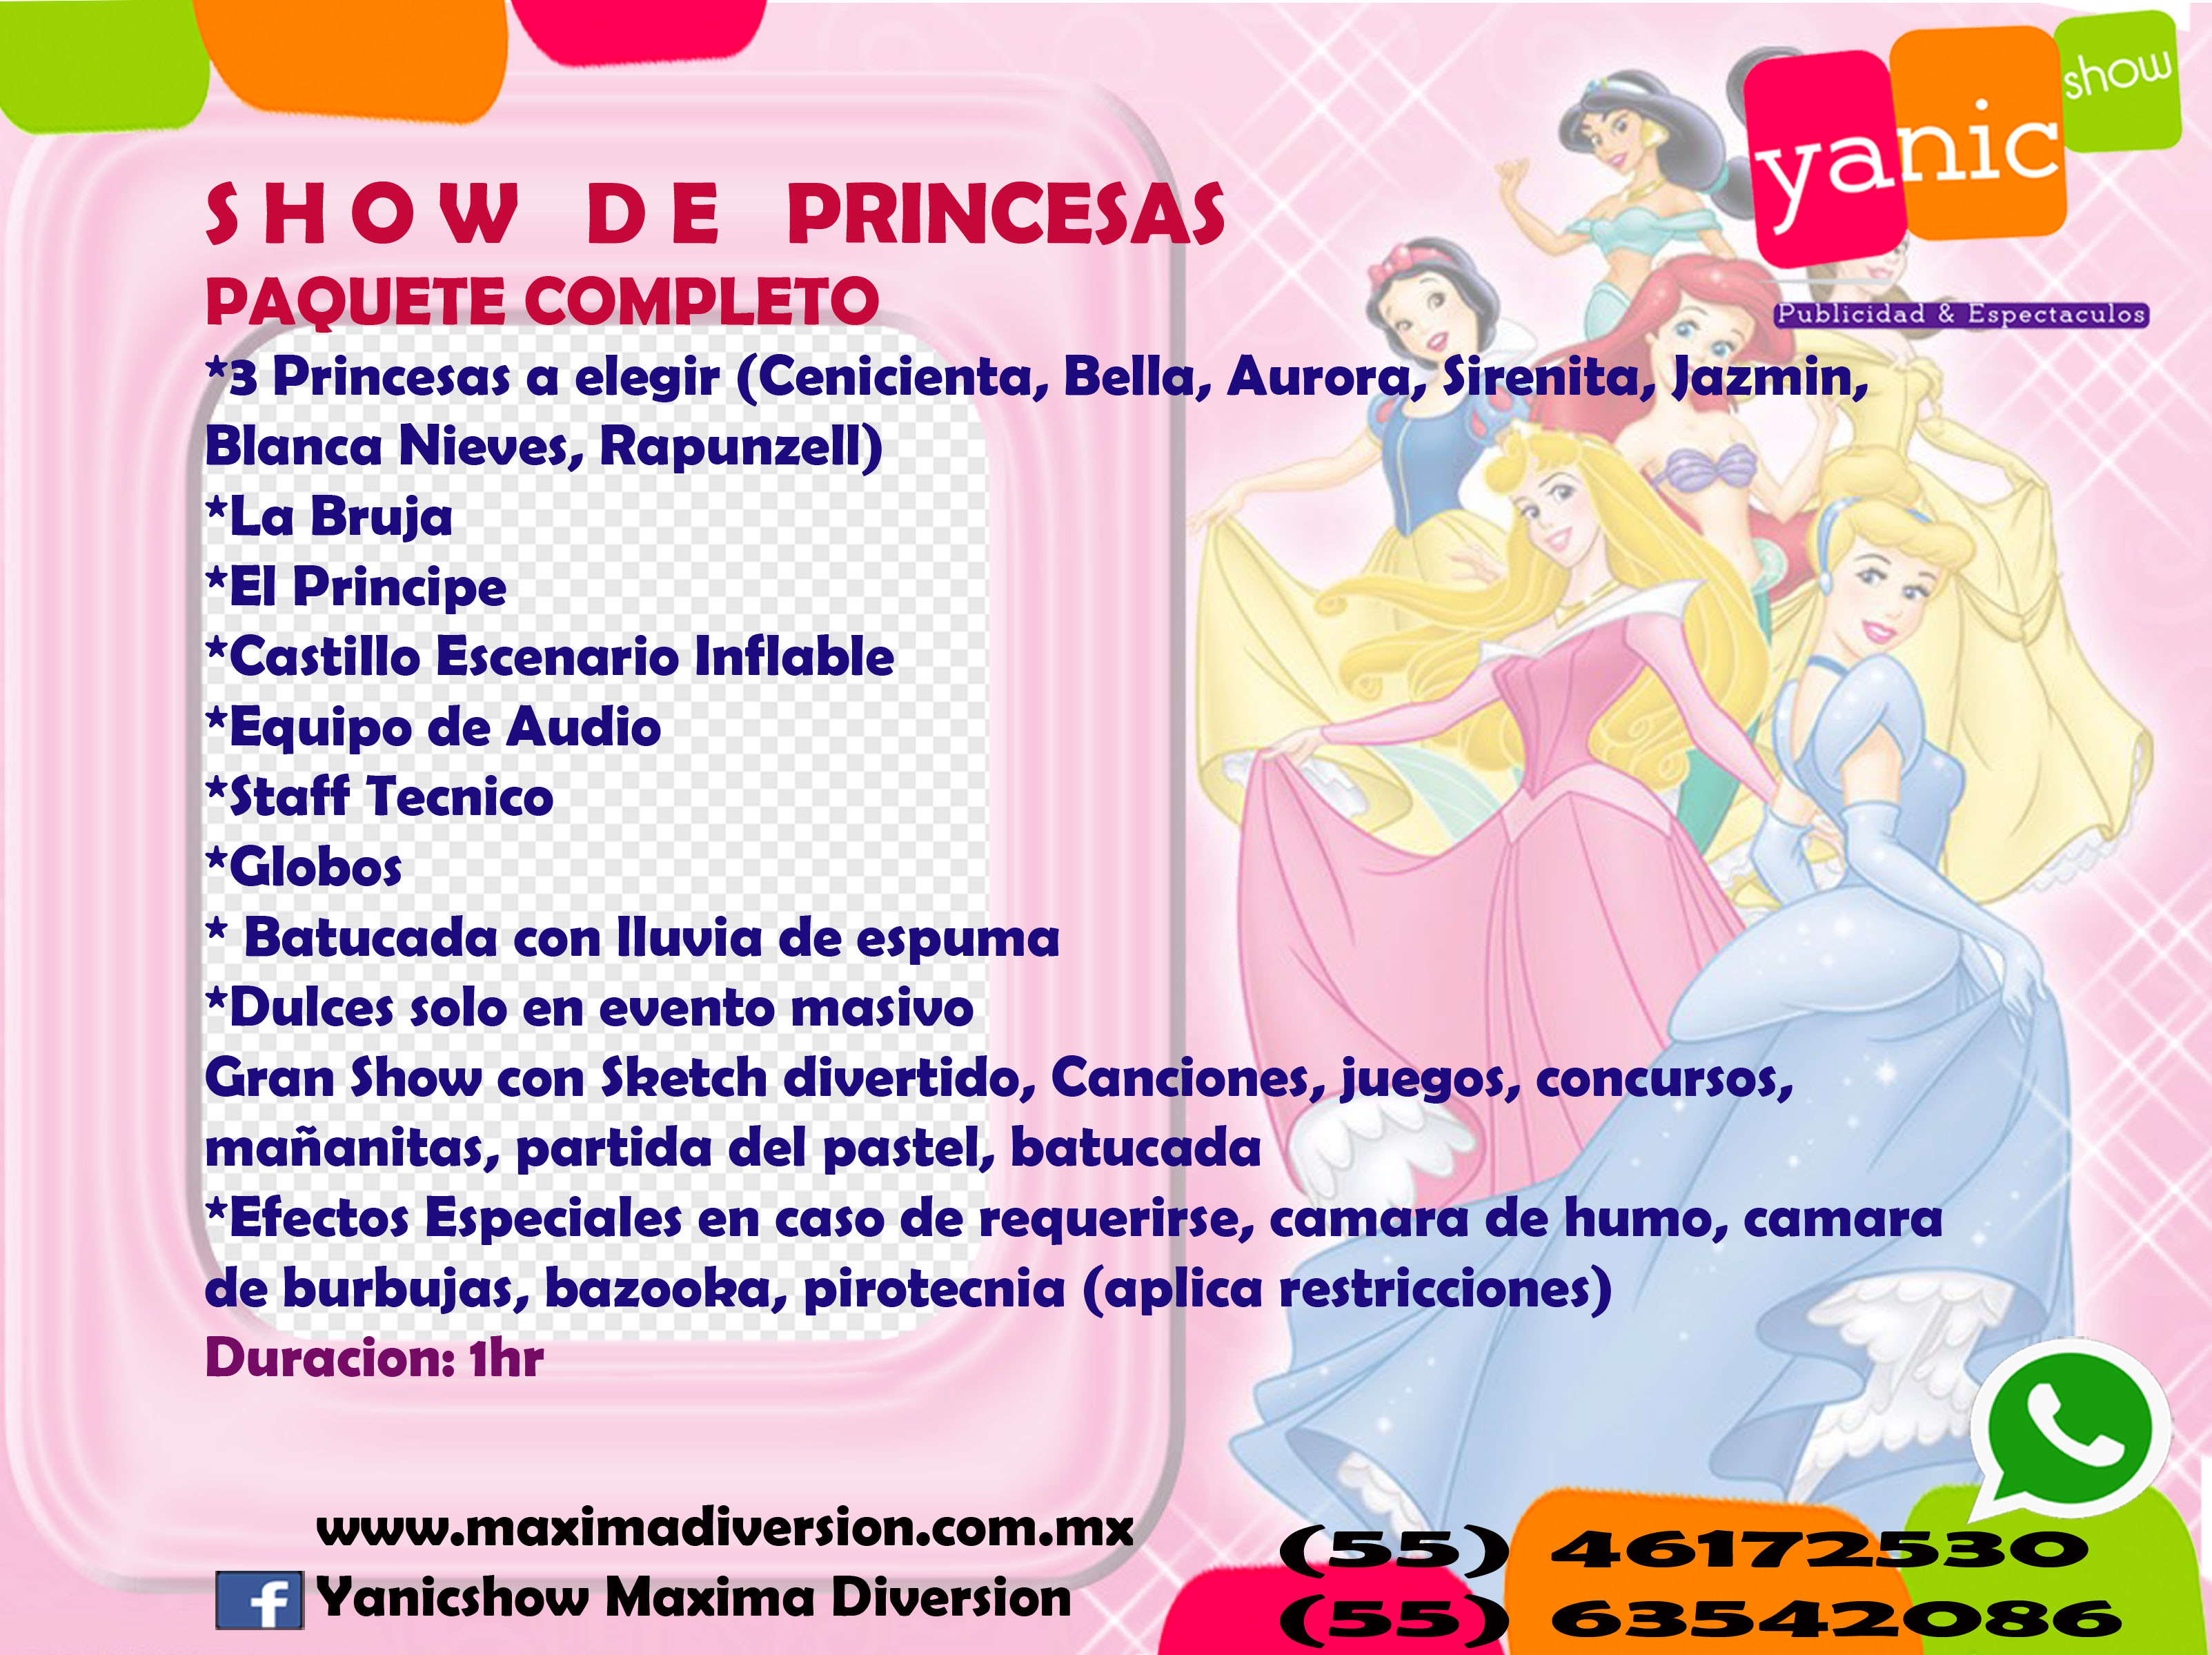 yanic show
Publicidad & Espectaculos
SHOW DE PRINCESAS
PAQUETE COMPLETO
*3 Princesas a elegir (Cenicienta, Bella, Aurora, Sirenita, Jazmin,
Blanca Nieves, Rapunzell)
*La Bruja
*El Principe
*Castillo Escenario Inflable
*Equipo de Audio
*Staff Tecnico
*Globos
* Batucada con lluvia de espuma
*Dulces solo en evento masivo
Gran Show con Sketch divertido, Canciones, juegos, concursos,
mañanitas, partida del pastel, batucada
*Efectos Especiales en caso de requerirse, camara de humo, camara
de burbujas, bazooka, pirotecnia (aplica restricciones)
Duracion: 1hr
www.maximadiversion.com.mx
f Yanicshow Maxima Diversion
(55) 46172530
(55) 63542086